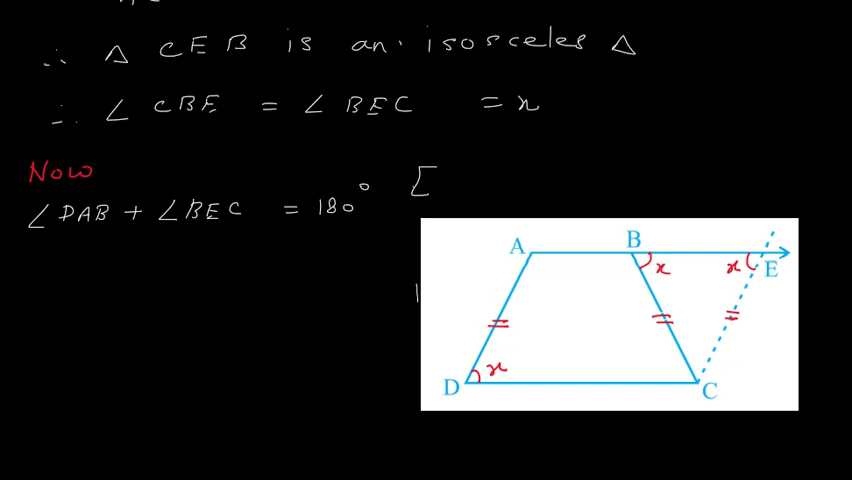 ∴ Δ CEB is an isosceles Δ
∴ ∠ CBE = ∠ BEC = x
Now
∠DAB + ∠BEC = 180° [
A B
x x E
x
D C